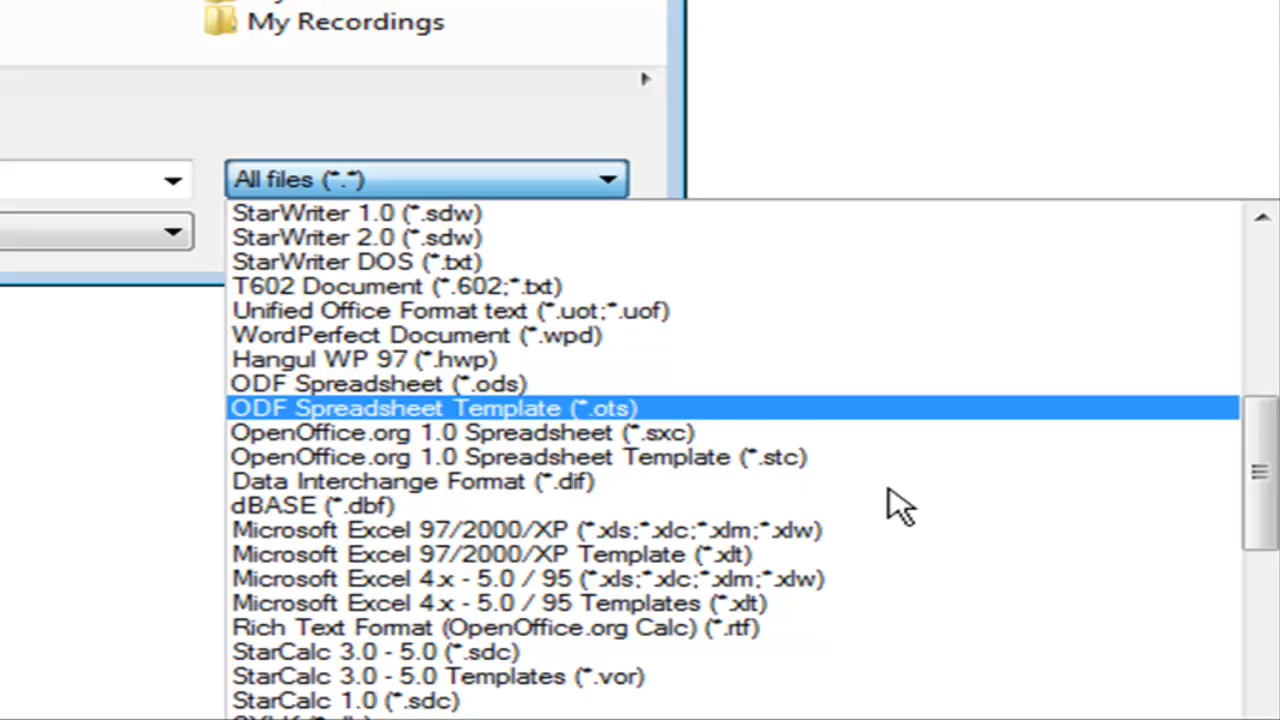 My Recordings
All files (*.*)
StarWriter 1.0 (*.sdw)
StarWriter 2.0 (*.sdw)
StarWriter DOS (*.txt)
T602 Document (*.602;*.txt)
Unified Office Format text (*.uot;*.uof)
WordPerfect Document (*.wpd)
Hangul WP 97 (*.hwp)
ODF Spreadsheet (*.ods)
ODF Spreadsheet Template (*.ots)
OpenOffice.org 1.0 Spreadsheet (*.sxc)
OpenOffice.org 1.0 Spreadsheet Template (*.stc)
Data Interchange Format (*.dif)
dBASE (*.dbf)
Microsoft Excel 97/2000/XP (*.xls;*.xlc;*.xlm;*.xlw)
Microsoft Excel 97/2000/XP Template (*.xlt)
Microsoft Excel 4.x - 5.0 / 95 (*.xls;*.xlc;*.xlm;*.xlw)
Microsoft Excel 4.x - 5.0 / 95 Templates (*.xlt)
Rich Text Format (OpenOffice.org Calc) (*.rtf)
StarCalc 3.0 - 5.0 (*.sdc)
StarCalc 3.0 - 5.0 Templates (*.vor)
StarCalc 1.0 (*.sdc)